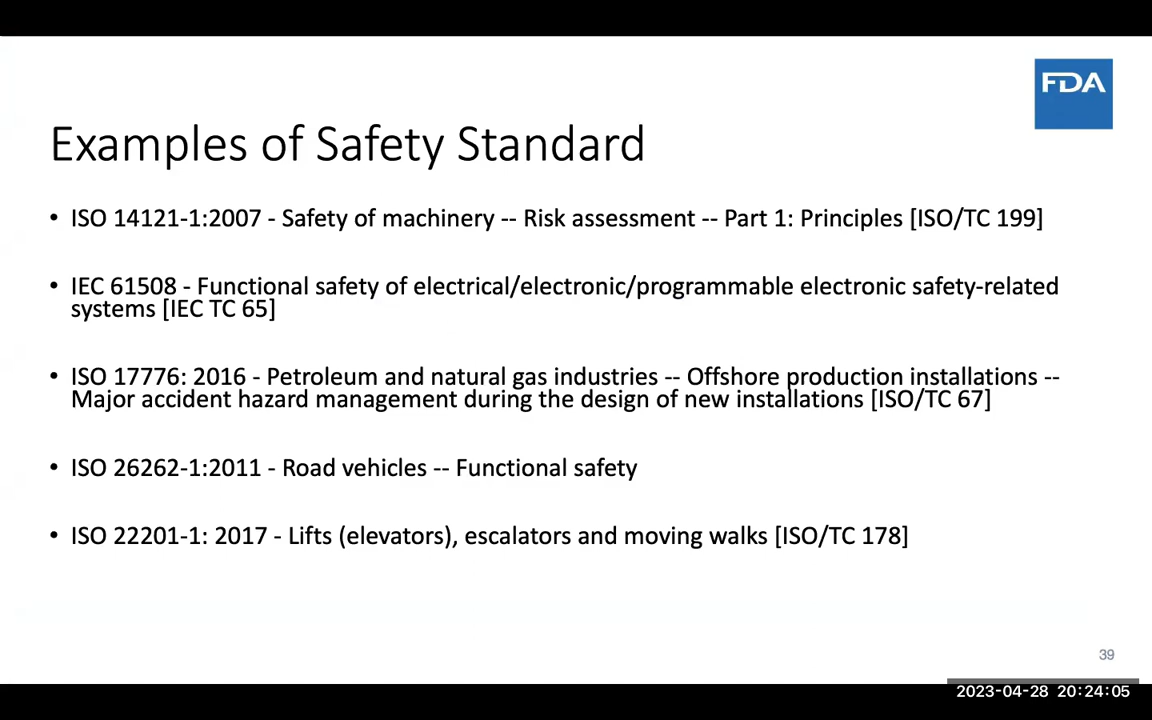 FDA
Examples of Safety Standard
• ISO 14121-1:2007 - Safety of machinery -- Risk assessment -- Part 1: Principles [ISO/TC 199]
• IEC 61508 - Functional safety of electrical/electronic/programmable electronic safety-related
systems [IEC TC 65]
• ISO 17776: 2016 - Petroleum and natural gas industries -- Offshore production installations --
Major accident hazard management during the design of new installations [ISO/TC 67]
• ISO 26262-1:2011 - Road vehicles -- Functional safety
• ISO 22201-1: 2017 - Lifts (elevators), escalators and moving walks [ISO/TC 178]
39
2023-04-28 20:24:05